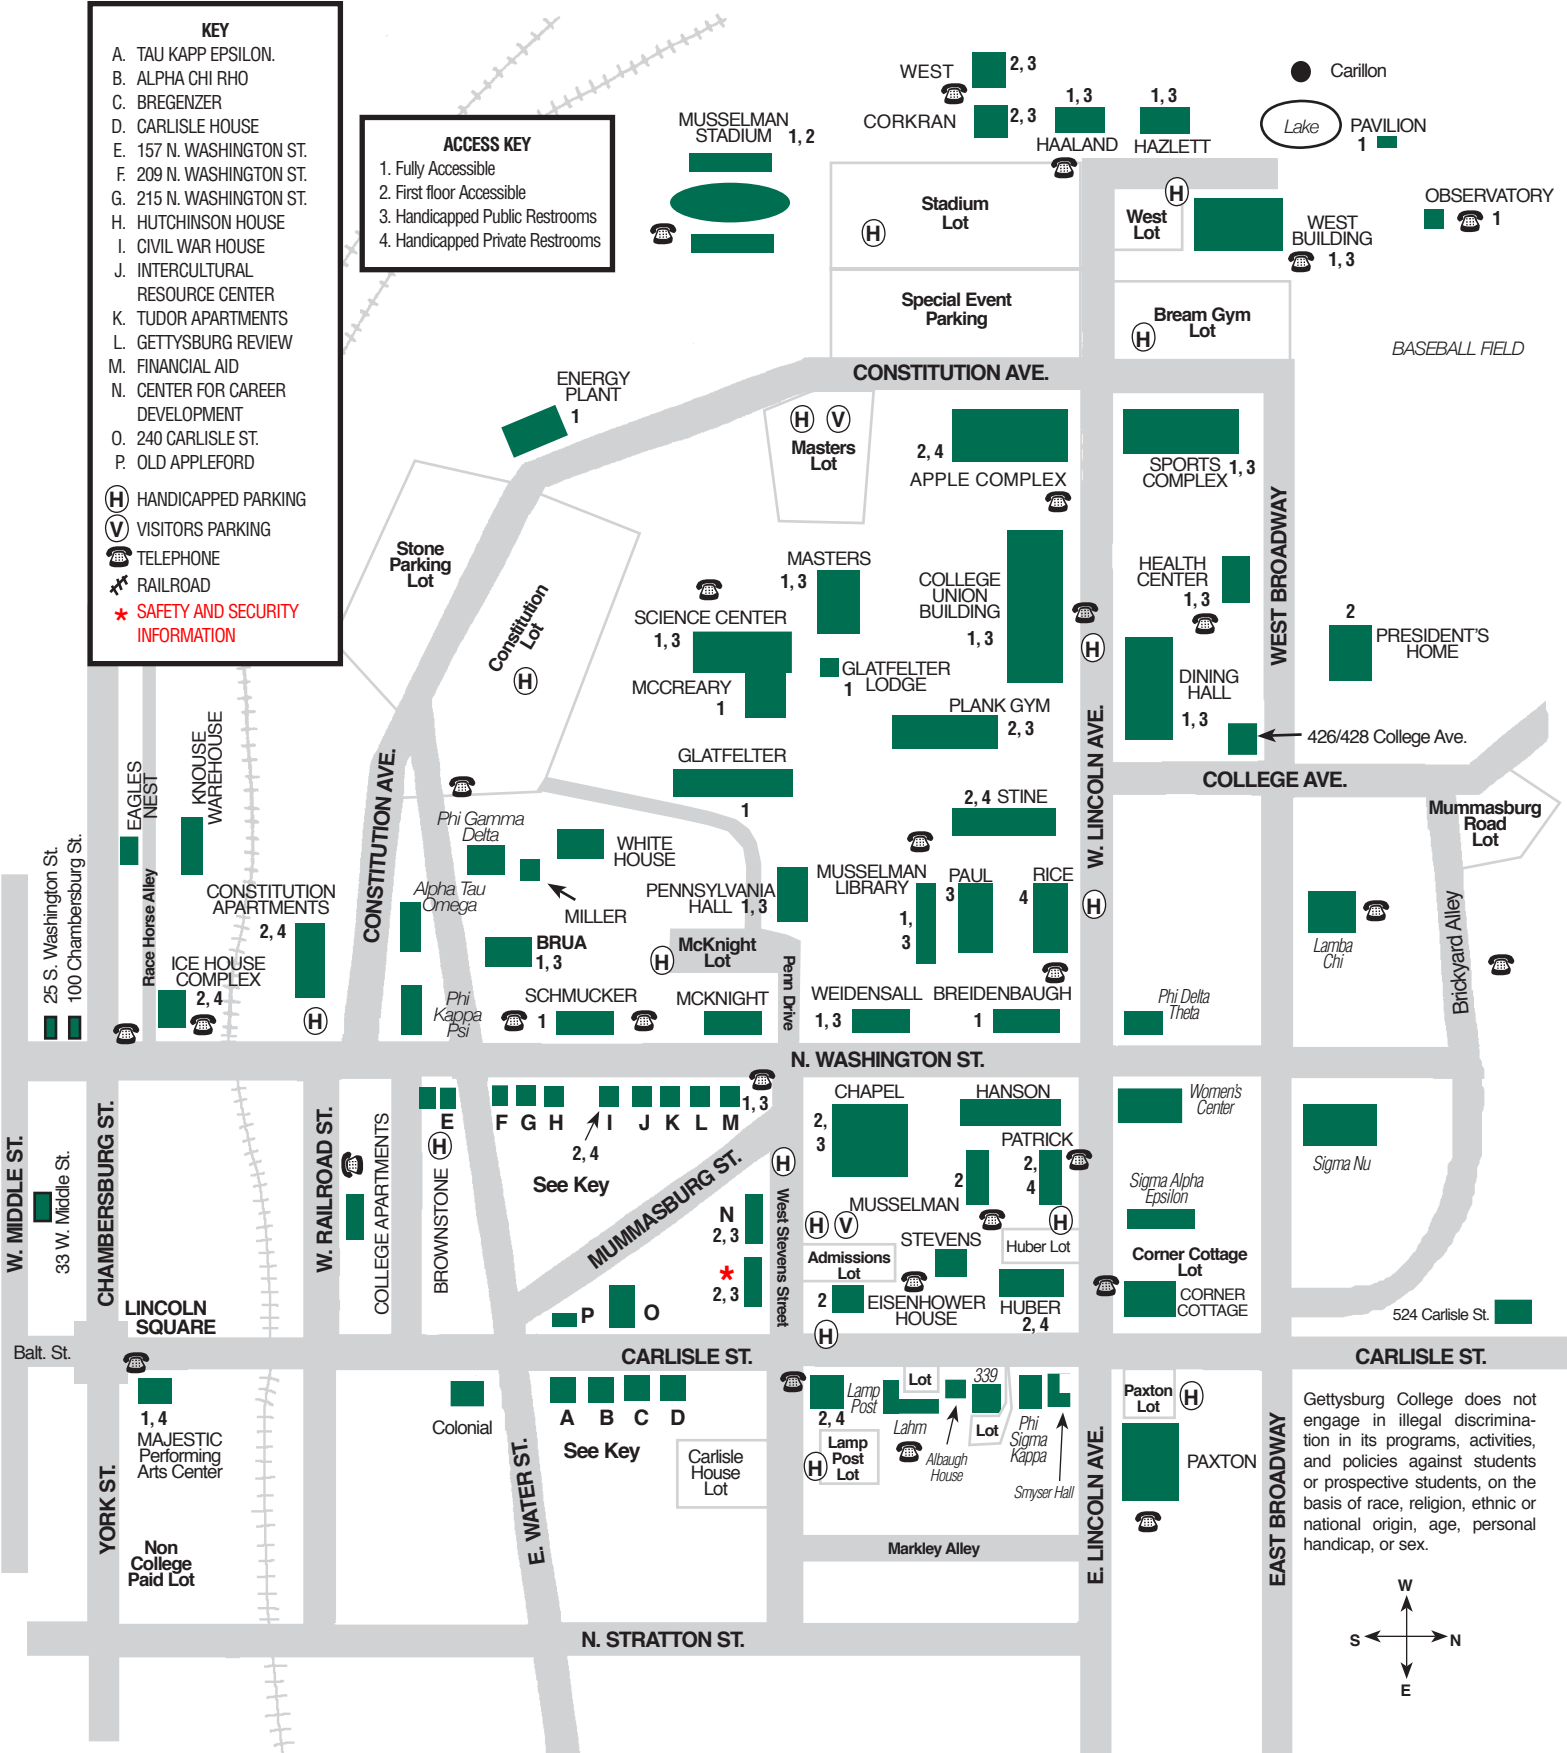 KEY
A. TAU KAPP EPSILON.
B. ALPHA CHI RHO
C. BREGENZER
D. CARLISLE HOUSE
E. 157 N. WASHINGTON ST.
F. 209 N. WASHINGTON ST.
G. 215 N. WASHINGTON ST.
H. HUTCHINSON HOUSE
I. CIVIL WAR HOUSE
J. INTERCULTURAL
RESOURCE CENTER
K. TUDOR APARTMENTS
L. GETTYSBURG REVIEW
M. FINANCIAL AID
N. CENTER FOR CAREER
DEVELOPMENT
O. 240 CARLISLE ST.
P. OLD APPLEFORD
H HANDICAPPED PARKING
V VISITORS PARKING
TELEPHONE
RAILROAD
* SAFETY AND SECURITY
INFORMATION
ACCESS KEY
1. Fully Accessible
2. First floor Accessible
3. Handicapped Public Restrooms
4. Handicapped Private Restrooms
MUSSELMAN
STADIUM 1, 2
WEST
2, 3
CORKRAN
2, 3
1, 3
HAALAND
1, 3
HAZLETT
Carillon
Lake
PAVILION
1
OBSERVATORY
1
Stadium
Lot
H
H
West
Lot
WEST
BUILDING
1, 3
Special Event
Parking
Bream Gym
Lot
H
BASEBALL FIELD
CONSTITUTION AVE.
ENERGY
PLANT
1
H V
Masters
Lot
2, 4
APPLE COMPLEX
SPORTS
COMPLEX 1, 3
WEST BROADWAY
Stone
Parking
Lot
Constitution
Lot
H
MASTERS
1, 3
SCIENCE CENTER
1, 3
MCCREARY
1
GLATFELTER
LODGE
1
COLLEGE
UNION
BUILDING
1, 3
HEALTH
CENTER
1, 3
H
2
PRESIDENT'S
HOME
DINING
HALL
1, 3
PLANK GYM
2, 3
426/428 College Ave.
W. LINCOLN AVE.
COLLEGE AVE.
GLATFELTER
1
2, 4 STINE
Mummasburg
Road
Lot
EAGLES
NEST
KNOUSE
WAREHOUSE
CONSTITUTION AVE.
Phi Gamma
Delta
WHITE
HOUSE
MILLER
Alpha Tau
Omega
25 S. Washington St.
100 Chambersburg St.
Race Horse Alley
CONSTITUTION
APARTMENTS
2, 4
ICE HOUSE
COMPLEX
2, 4
H
BRUA
1, 3
PENNSYLVANIA
HALL 1, 3
McKnight
Lot
H
Penn Drive
MUSSELMAN
LIBRARY
1,
3
PAUL
3
RICE
4
H
Lamba
Chi
Brickyard Alley
Phi
Kappa
Psi
SCHMUCKER
1
MCKNIGHT
WEIDENSALL
1, 3
BREIDENBAUGH
1
Phi Delta
Theta
N. WASHINGTON ST.
W. MIDDLE ST.
33 W. Middle St.
CHAMBERSBURG ST.
W. RAILROAD ST.
COLLEGE APARTMENTS
BROWNSTONE
E
H
F G H I J K L M
1, 3
2, 4
See Key
MUMMASBURG ST.
H
West Stevens Street
N
2, 3
*
2, 3
P
O
CHAPEL
2,
3
HANSON
PATRICK
2,
4
2
MUSSELMAN
H V
Admissions
Lot
STEVENS
H
Huber Lot
2
EISENHOWER
HOUSE
HUBER
2, 4
H
Women's
Center
Sigma Alpha
Epsilon
Corner Cottage
Lot
CORNER
COTTAGE
Sigma Nu
524 Carlisle St.
LINCOLN
SQUARE
Balt. St.
CARLISLE ST.
CARLISLE ST.
1, 4
MAJESTIC
Performing
Arts Center
Colonial
A B C D
See Key
Carlisle
House
Lot
Lamp
Post
2, 4
Lamp
Post
Lot
H
Lot
Lahm
Albaugh
House
339
Lot
Phi
Sigma
Kappa
Smyser Hall
Paxton
Lot
H
PAXTON
YORK ST.
E. WATER ST.
E. LINCOLN AVE.
EAST BROADWAY
Non
College
Paid Lot
Markley Alley
N. STRATTON ST.
Gettysburg College does not
engage in illegal discrimina-
tion in its programs, activities,
and policies against students
or prospective students, on the
basis of race, religion, ethnic or
national origin, age, personal
handicap, or sex.
W
S N
E